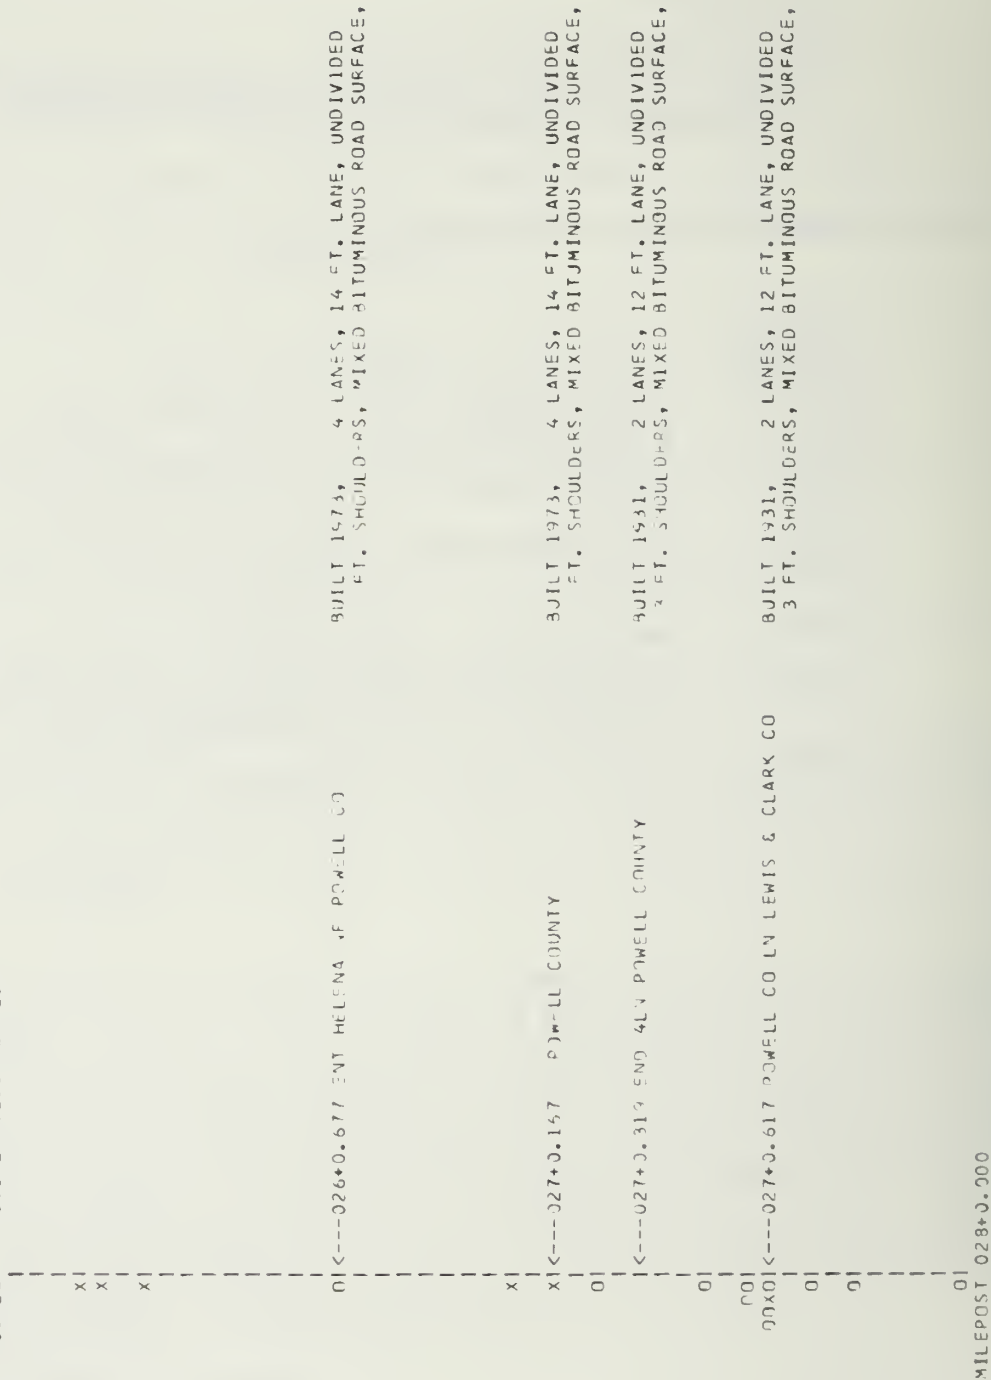 X|
X|
X|
O|<---026+0.677 ENT HELENA POWELL CO BUILT 1973, 4 LANES, 14 FT. LANE, UNDIVIDED
FT. SHOULDERS, MIXED BITUMINOUS ROAD SURFACE,
X|
X|<---027+0.157 POWELL COUNTY BUILT 1973, 4 LANES, 14 FT. LANE, UNDIVIDED
FT. SHOULDERS, MIXED BITUMINOUS ROAD SURFACE,
O|
|<---027+0.319 END 4LN POWELL COUNTY BUILT 1931, 2 LANES, 12 FT. LANE, UNDIVIDED
FT. SHOULDERS, MIXED BITUMINOUS ROAD SURFACE,
O|
OO|
OOXO|<---027+0.617 POWELL CO LN LEWIS & CLARK CO BUILT 1931, 2 LANES, 12 FT. LANE, UNDIVIDED
3 FT. SHOULDERS, MIXED BITUMINOUS ROAD SURFACE,
O|
O|
O|
MILEPOST 028+0.000